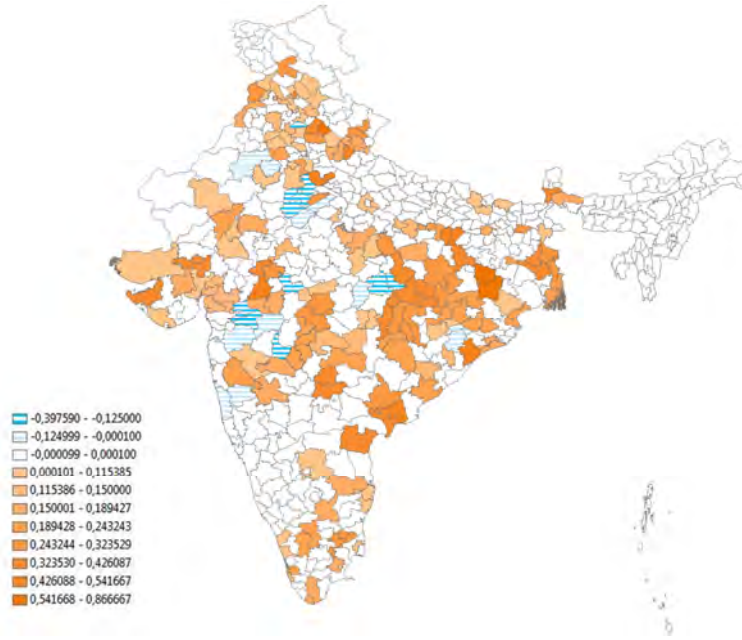 -0,397590 - -0,125000
-0,124999 - -0,000100
-0,000099 - 0,000100
0,000101 - 0,115385
0,115386 - 0,150000
0,150001 - 0,189427
0,189428 - 0,243243
0,243244 - 0,323529
0,323530 - 0,426087
0,426088 - 0,541667
0,541668 - 0,866667